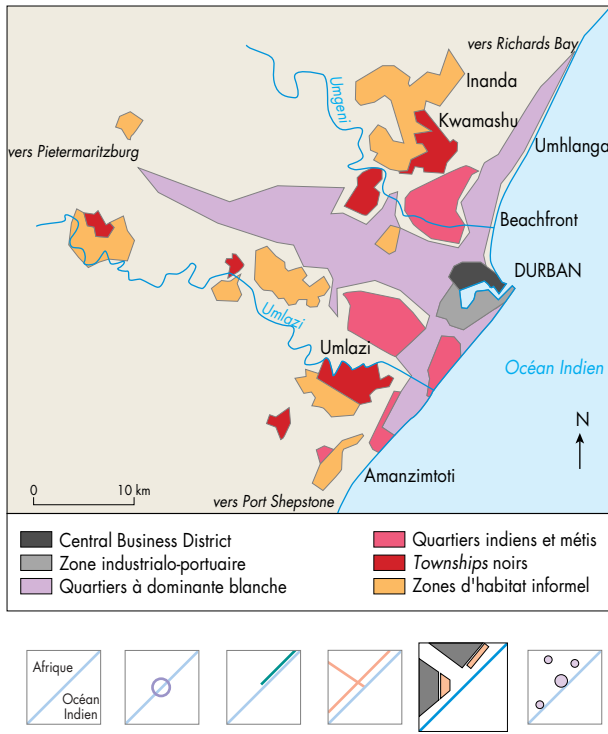 vers Richards Bay
Inanda
Umgeni
Kwamashu
Umhlanga
vers Pietermaritzburg
Beachfront
DURBAN
Umlazi
Umlazi
Océan Indien
N
Amanzimtoti
0 10 km
vers Port Shepstone
Central Business District
Zone industrialo-portuaire
Quartiers à dominante blanche
Quartiers indiens et métis
Townships noirs
Zones d'habitat informel
Afrique
Océan
Indien